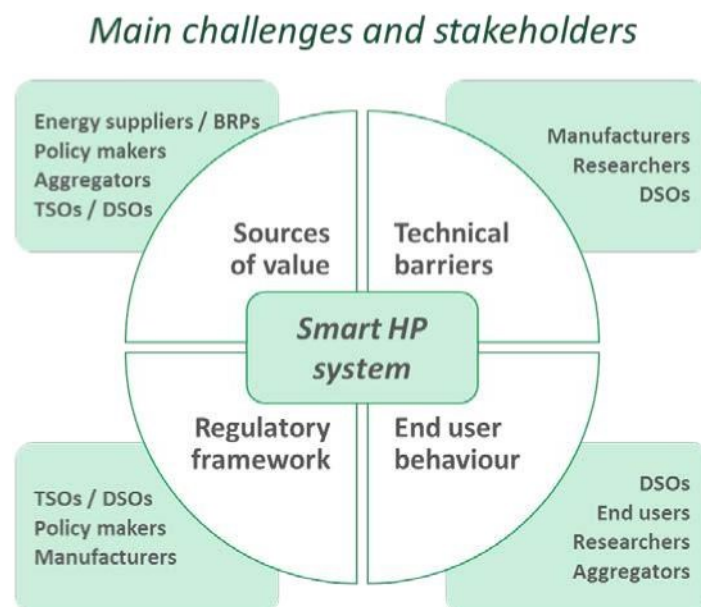 Main challenges and stakeholders
Energy suppliers / BRPs
Policy makers
Aggregators
TSOs / DSOs
Manufacturers
Researchers
DSOs
Sources
of value
Technical
barriers
Smart HP
system
Regulatory
framework
End user
behaviour
TSOs / DSOs
Policy makers
Manufacturers
DSOs
End users
Researchers
Aggregators